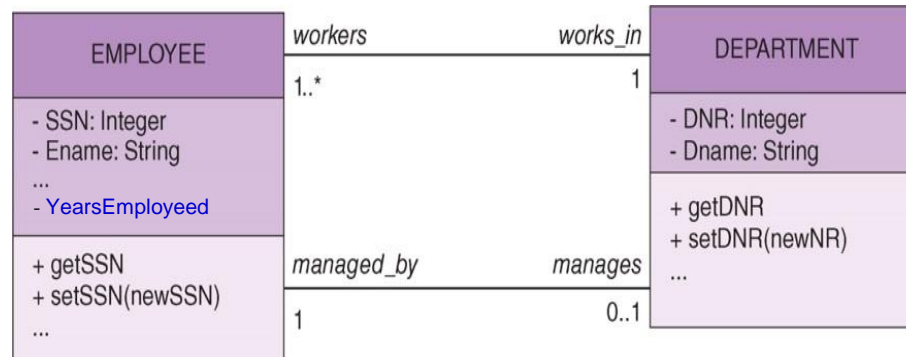 EMPLOYEE
- SSN: Integer
- Ename: String
...
- YearsEmployeed
+ getSSN
+ setSSN(newSSN)
...
workers works_in
1..* 1
managed_by manages
1 0..1
DEPARTMENT
- DNR: Integer
- Dname: String
+ getDNR
+ setDNR(newNR)
...